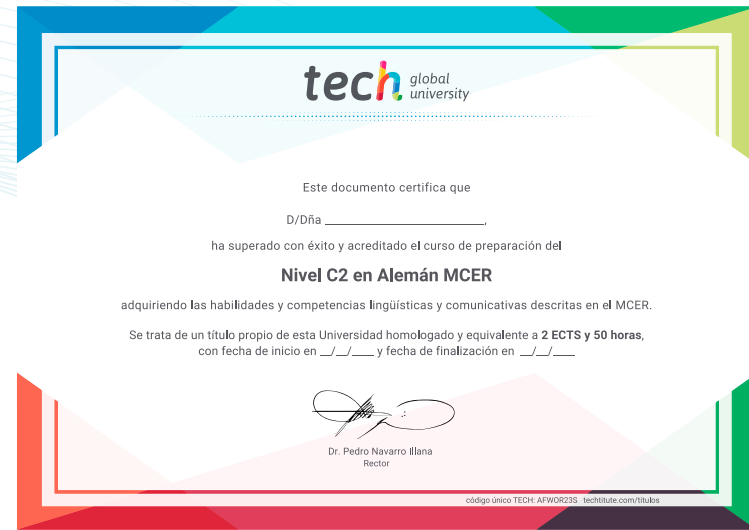 tech global university
Este documento certifica que
D/Dña ______________________,
ha superado con éxito y acreditado el curso de preparación del
Nivel C2 en Alemán MCER
adquiriendo las habilidades y competencias lingüísticas y comunicativas descritas en el MCER.
Se trata de un título propio de esta Universidad homologado y equivalente a 2 ECTS y 50 horas,
con fecha de inicio en __/__/____ y fecha de finalización en __/__/____
Dr. Pedro Navarro Illana
Rector
código único TECH: AFWOR23S techtitute.com/titulos